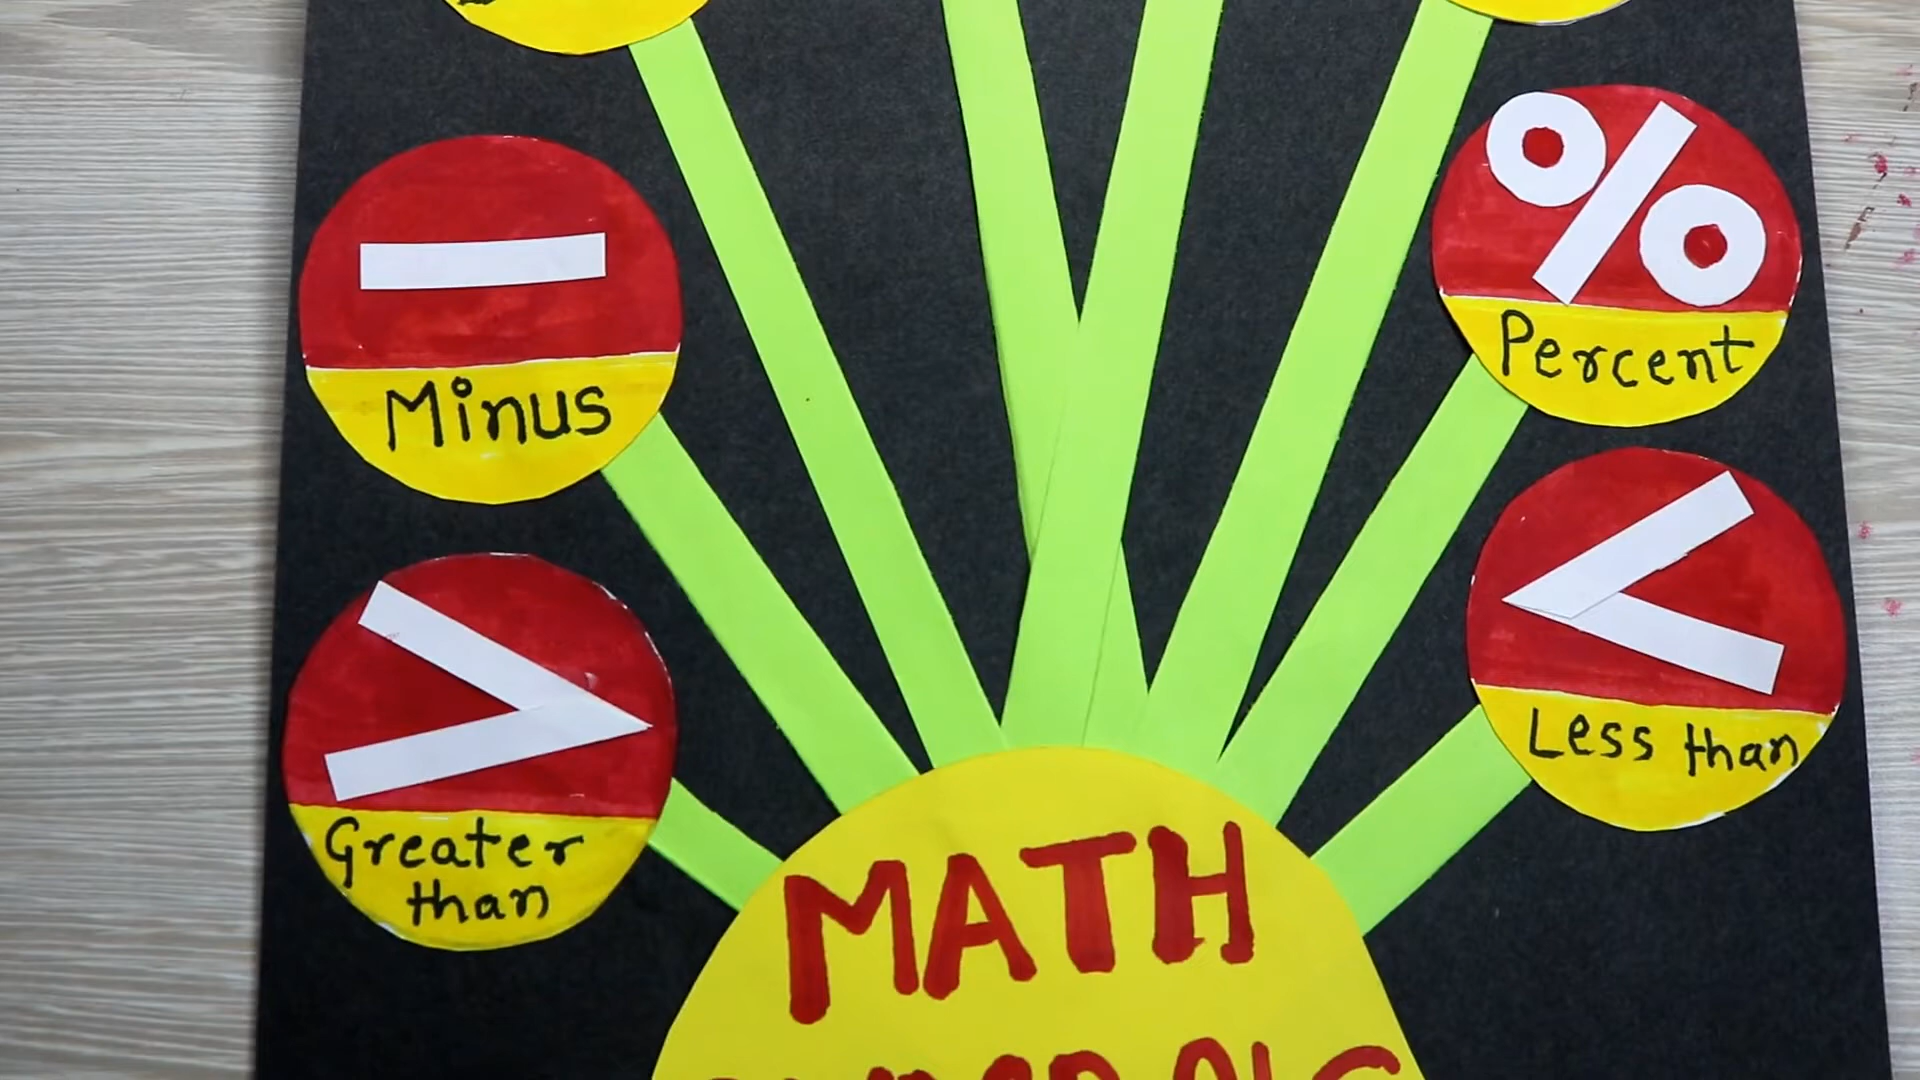 %
Percent
−
Minus
<
Less than
>
Greater
than
MATH